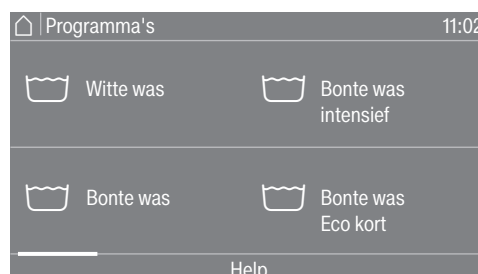 Programma's
11:02
Witte was
Bonte was
intensief
Bonte was
Bonte was
Eco kort
Help